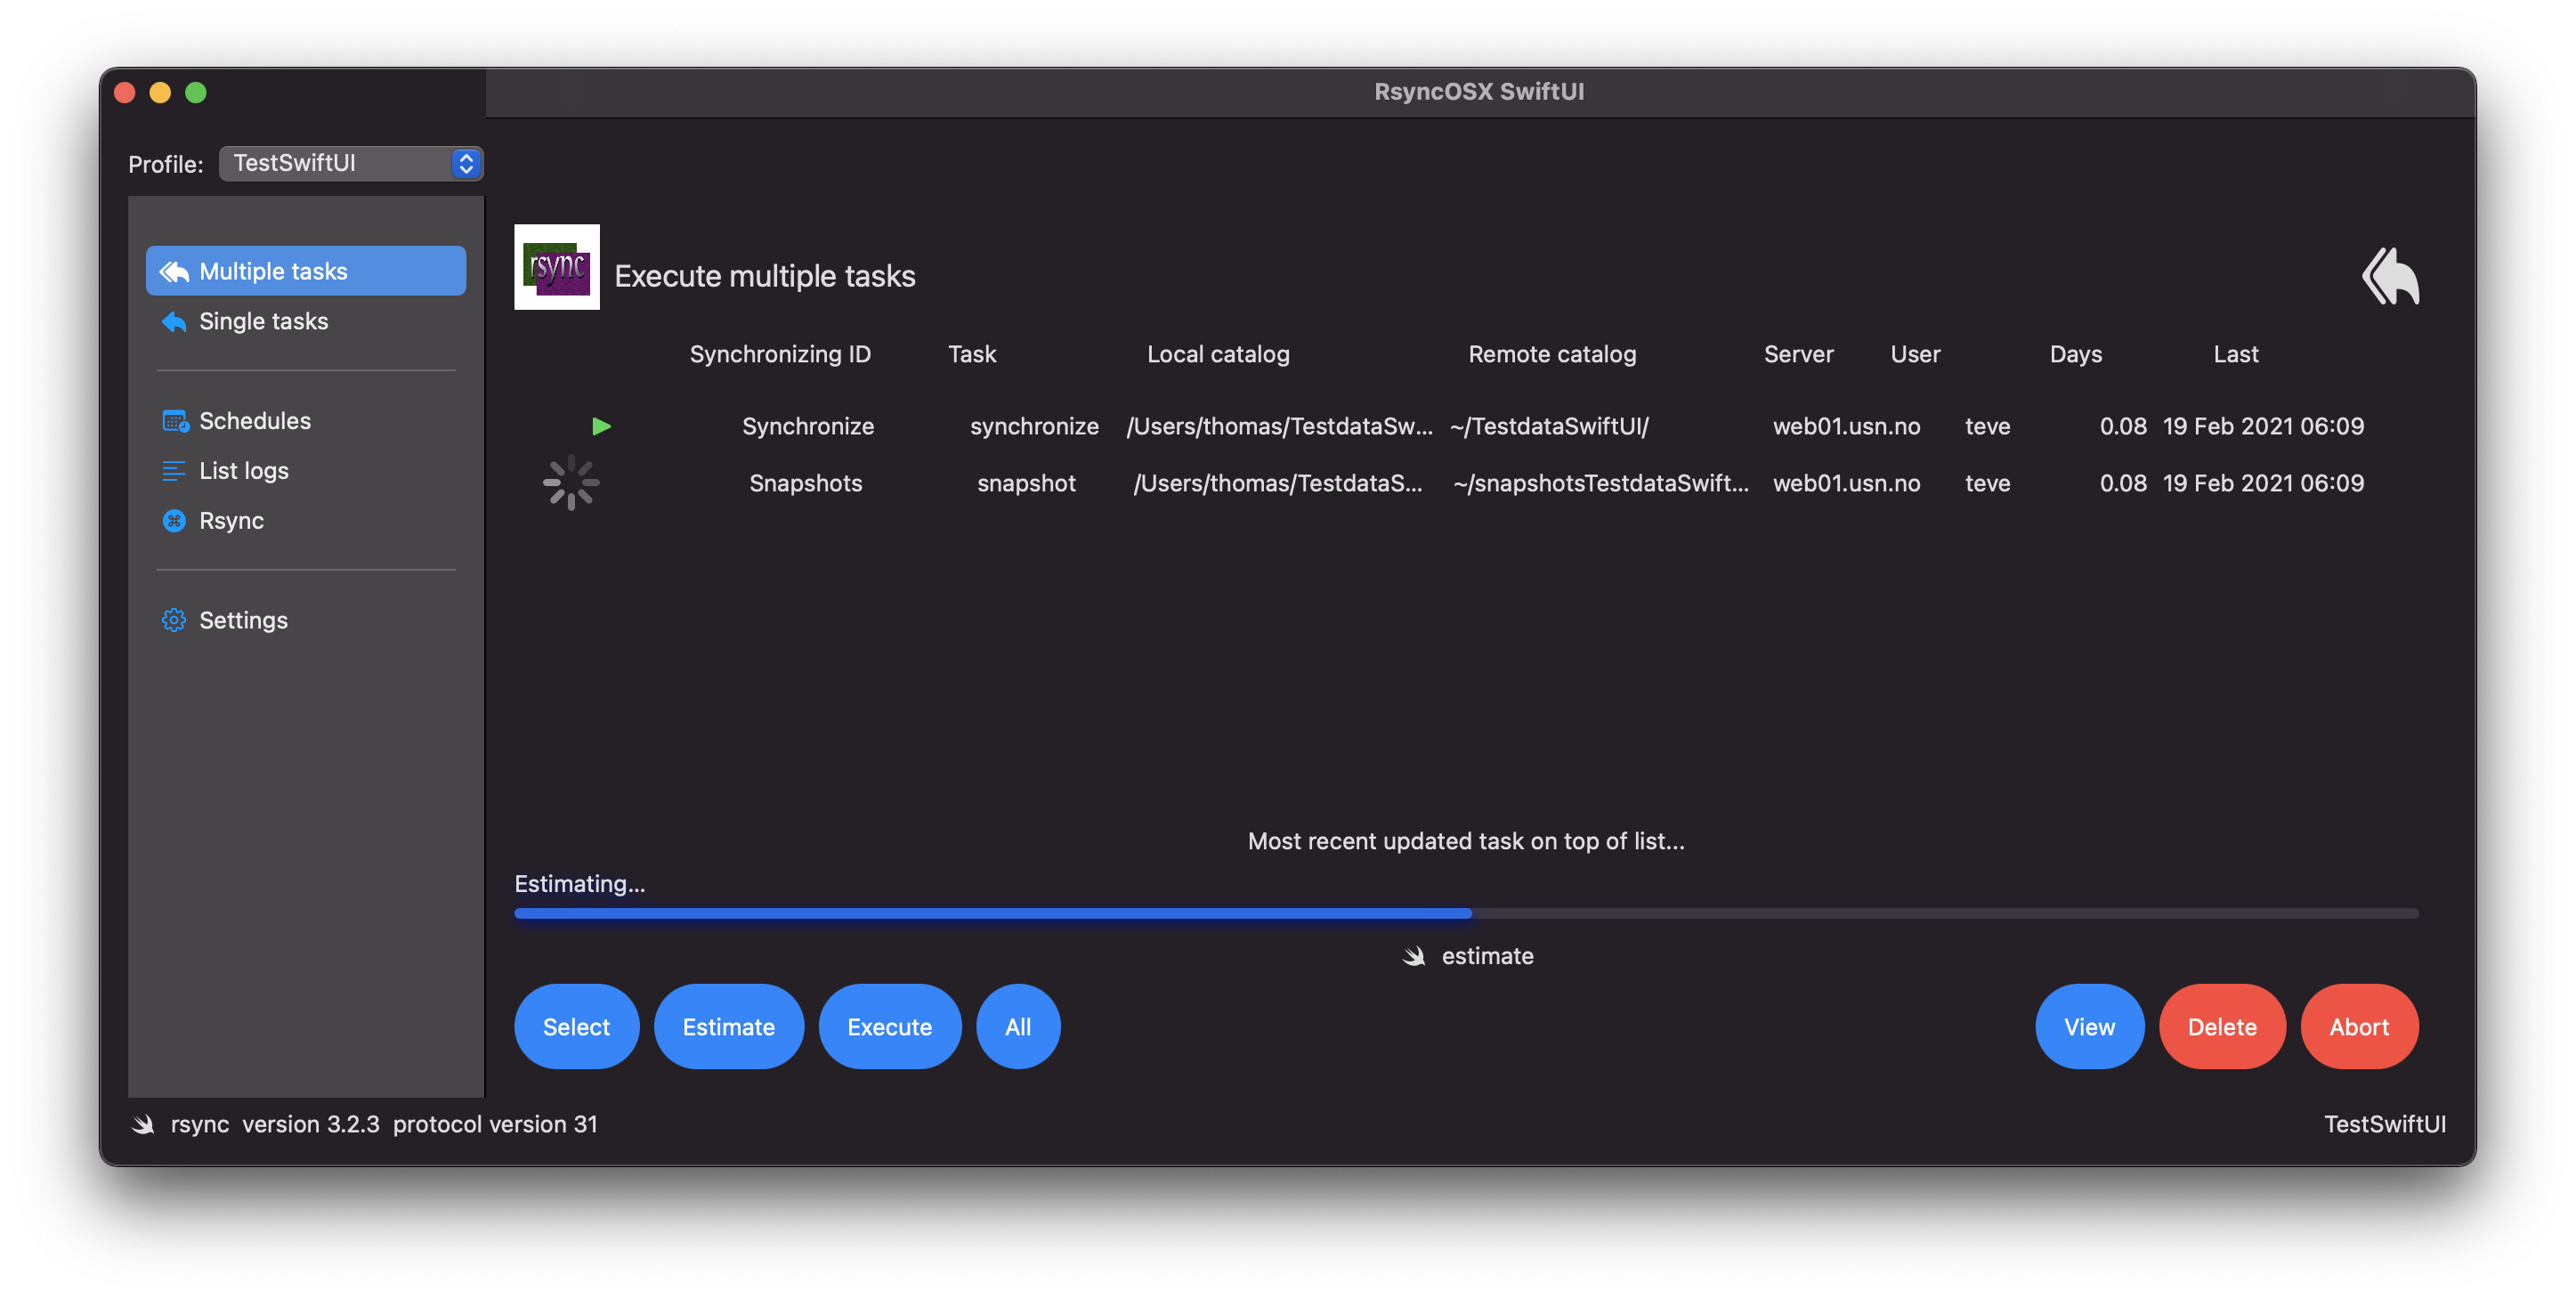 RsyncOSX SwiftUI
Profile: TestSwiftUI
Multiple tasks
Single tasks
Schedules
List logs
Rsync
Settings
rsync
Execute multiple tasks
Synchronizing ID Task Local catalog Remote catalog Server User Days Last
Synchronize synchronize /Users/thomas/TestdataSw... ~/TestdataSwiftUI/ web01.usn.no teve 0.08 19 Feb 2021 06:09
Snapshots snapshot /Users/thomas/TestdataS... ~/snapshotsTestdataSwift... web01.usn.no teve 0.08 19 Feb 2021 06:09
Most recent updated task on top of list...
Estimating...
estimate
Select Estimate Execute All View Delete Abort
rsync version 3.2.3 protocol version 31 TestSwiftUI